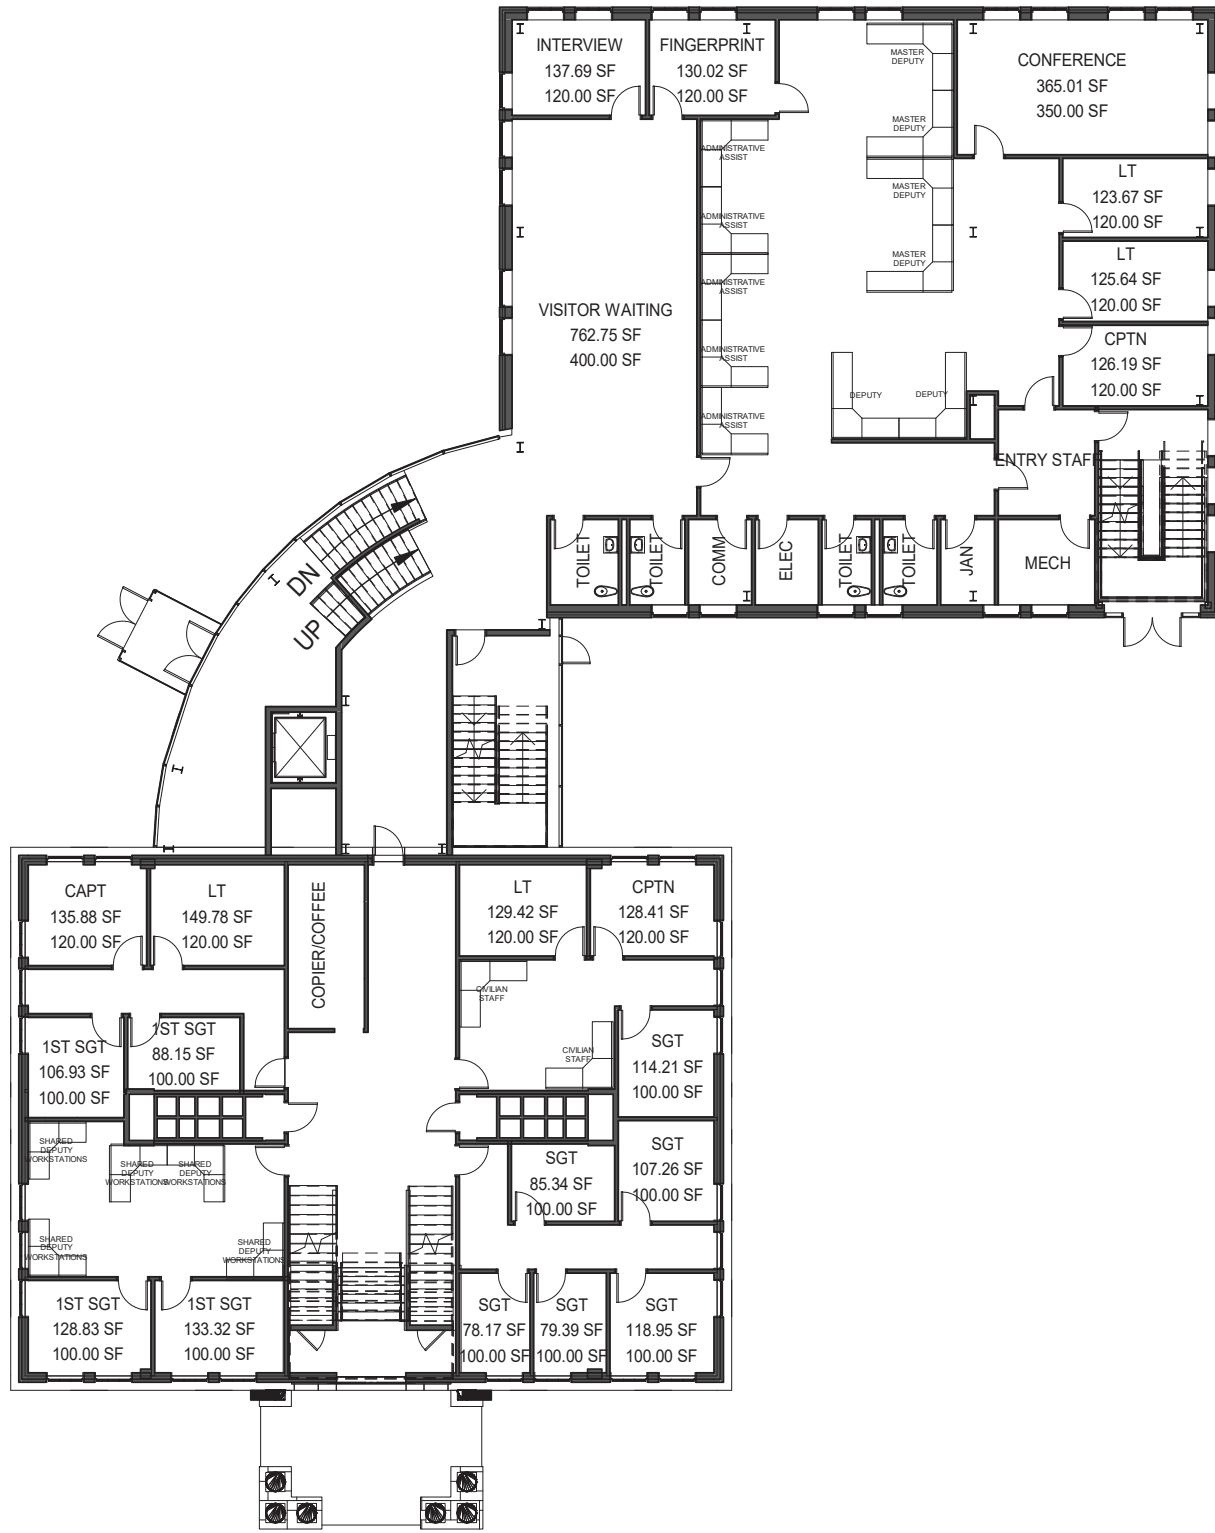 INTERVIEW
137.69 SF
120.00 SF
FINGERPRINT
130.02 SF
120.00 SF
MASTER
DEPUTY
CONFERENCE
365.01 SF
350.00 SF
MASTER
DEPUTY
ADMINISTRATIVE
ASSIST
MASTER
DEPUTY
LT
123.67 SF
120.00 SF
ADMINISTRATIVE
ASSIST
MASTER
DEPUTY
LT
125.64 SF
120.00 SF
ADMINISTRATIVE
ASSIST
VISITOR WAITING
762.75 SF
400.00 SF
ADMINISTRATIVE
ASSIST
CPTN
126.19 SF
120.00 SF
DEPUTY
DEPUTY
ADMINISTRATIVE
ASSIST
ENTRY STAFF
DN
UP
TOILET
TOILET
COMM
ELEC
TOILET
TOILET
JAN
MECH
CAPT
135.88 SF
120.00 SF
LT
149.78 SF
120.00 SF
COPIER/COFFEE
LT
129.42 SF
120.00 SF
CPTN
128.41 SF
120.00 SF
CIVILIAN
STAFF
1ST SGT
106.93 SF
100.00 SF
1ST SGT
88.15 SF
100.00 SF
CIVILIAN
STAFF
SGT
114.21 SF
100.00 SF
SHARED
DEPUTY
WORKSTATIONS
SHARED
DEPUTY
WORKSTATIONS
SHARED
DEPUTY
WORKSTATIONS
SGT
85.34 SF
100.00 SF
SGT
107.26 SF
100.00 SF
SHARED
DEPUTY
WORKSTATIONS
SHARED
DEPUTY
WORKSTATIONS
1ST SGT
128.83 SF
100.00 SF
1ST SGT
133.32 SF
100.00 SF
SGT
78.17 SF
100.00 SF
SGT
79.39 SF
100.00 SF
SGT
118.95 SF
100.00 SF